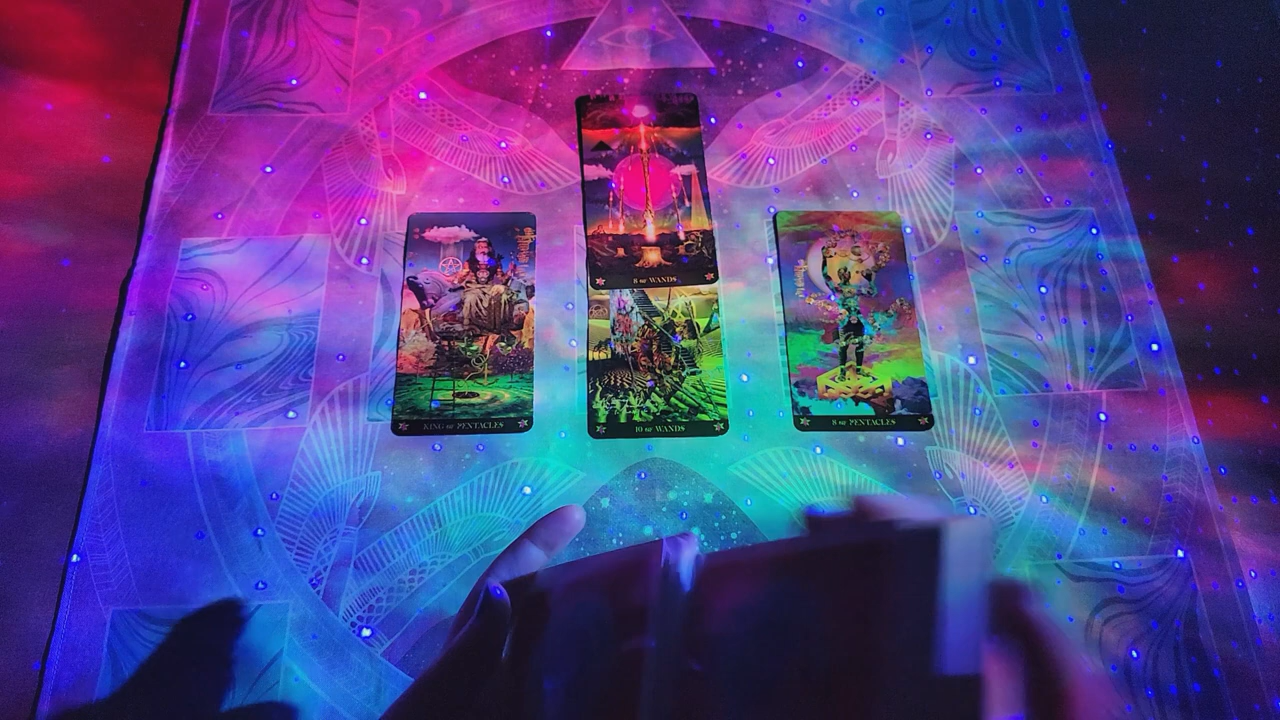 8 OF WANDS
KING OF PENTACLES
10 OF WANDS
8 OF PENTACLES